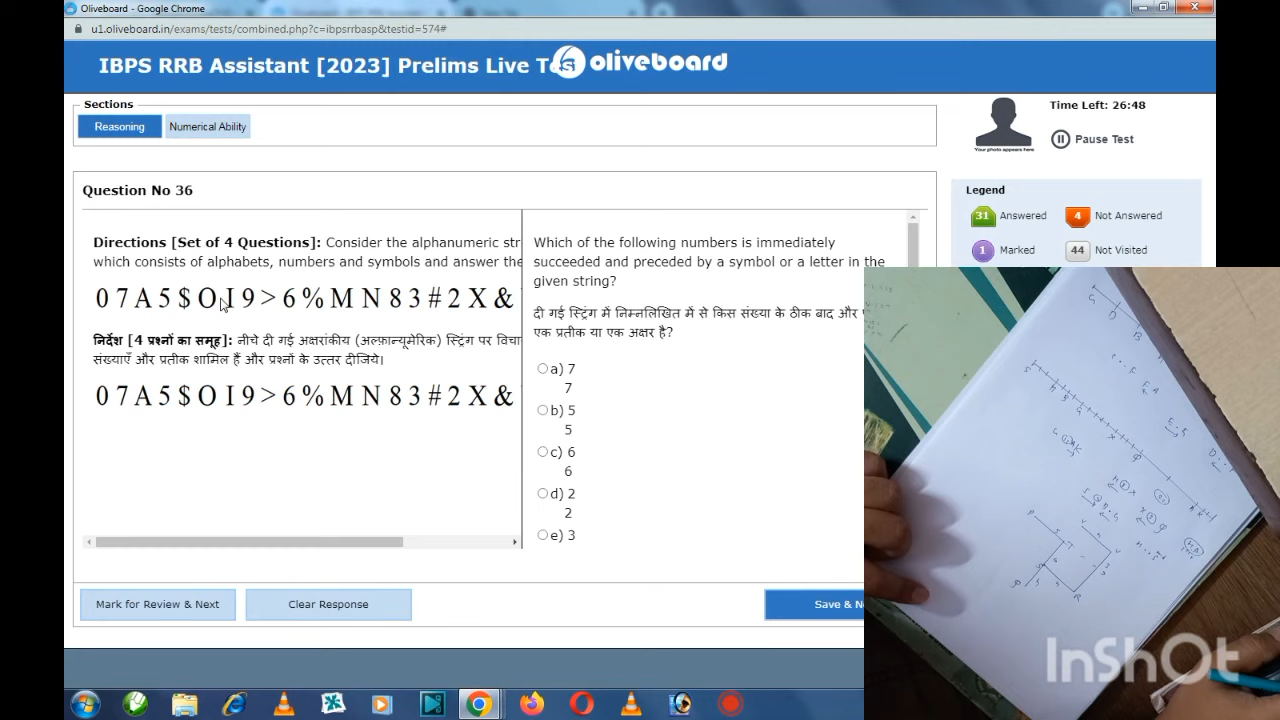 Oliveboard - Google Chrome
u1.oliveboard.in/exams/tests/combined.php?c=ibpsrrbasp&testid=574#
IBPS RRB Assistant [2023] Prelims Live Te
oliveboard
Sections
Reasoning
Numerical Ability
Your photo appears here
Time Left: 26:48
Pause Test
Question No 36
Legend
31 Answered
4 Not Answered
1 Marked
44 Not Visited
Directions [Set of 4 Questions]: Consider the alphanumeric str
which consists of alphabets, numbers and symbols and answer the
0 7 A 5 $ O I 9 > 6 % M N 8 3 # 2 X &
निर्देश [4 प्रश्नों का समूह]: नीचे दी गई अक्षरांकीय (अल्फ़ान्यूमेरिक) स्ट्रिंग पर विचा
संख्याएँ और प्रतीक शामिल हैं और प्रश्नों के उत्तर दीजिये।
0 7 A 5 $ O I 9 > 6 % M N 8 3 # 2 X &
Which of the following numbers is immediately
succeeded and preceded by a symbol or a letter in the
given string?
दी गई स्ट्रिंग में निम्नलिखित में से किस संख्या के ठीक बाद और
एक प्रतीक या एक अक्षर है?
a) 7
7
b) 5
5
c) 6
6
d) 2
2
e) 3
Mark for Review & Next
Clear Response
Save & N
InShOt